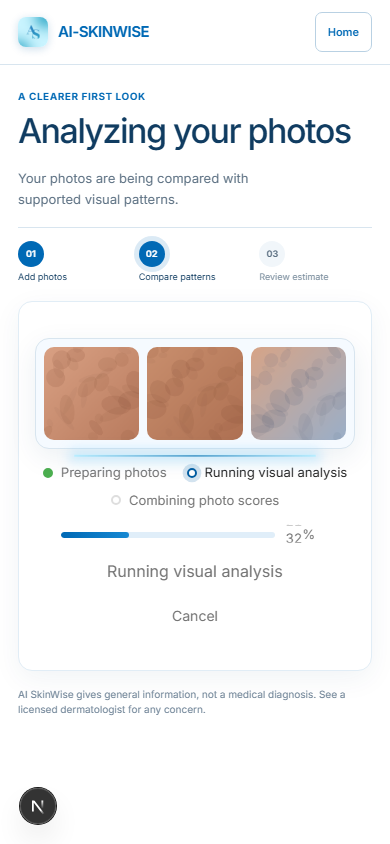 AS
AI-SKINWISE
Home
A CLEARER FIRST LOOK
Analyzing your photos
Your photos are being compared with
supported visual patterns.
01
02
03
Add photos
Compare patterns
Review estimate
Preparing photos
Running visual analysis
Combining photo scores
32%
Running visual analysis
Cancel
AI SkinWise gives general information, not a medical diagnosis. See a
licensed dermatologist for any concern.
N